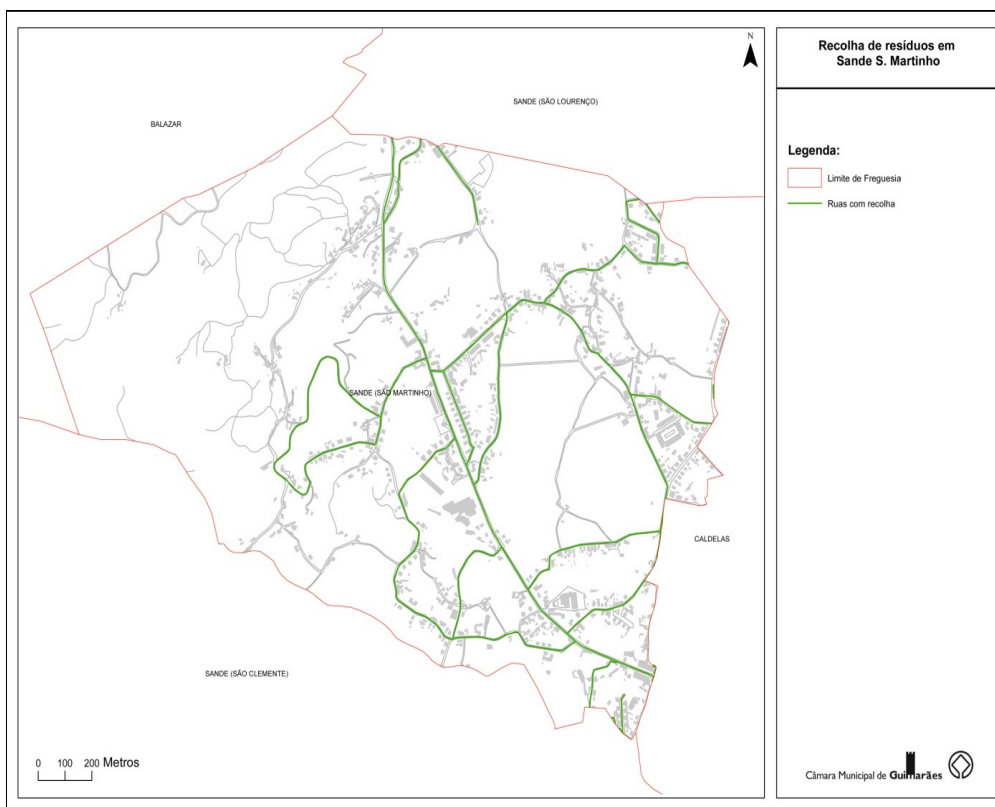 N
BALAZAR
SANDE (SÃO LOURENÇO)
SANDE (SÃO MARTINHO)
CALDELAS
SANDE (SÃO CLEMENTE)
0 100 200 Metros
Recolha de resíduos em
Sande S. Martinho
Legenda:
Limite de Freguesia
Ruas com recolha
Câmara Municipal de Guimarães